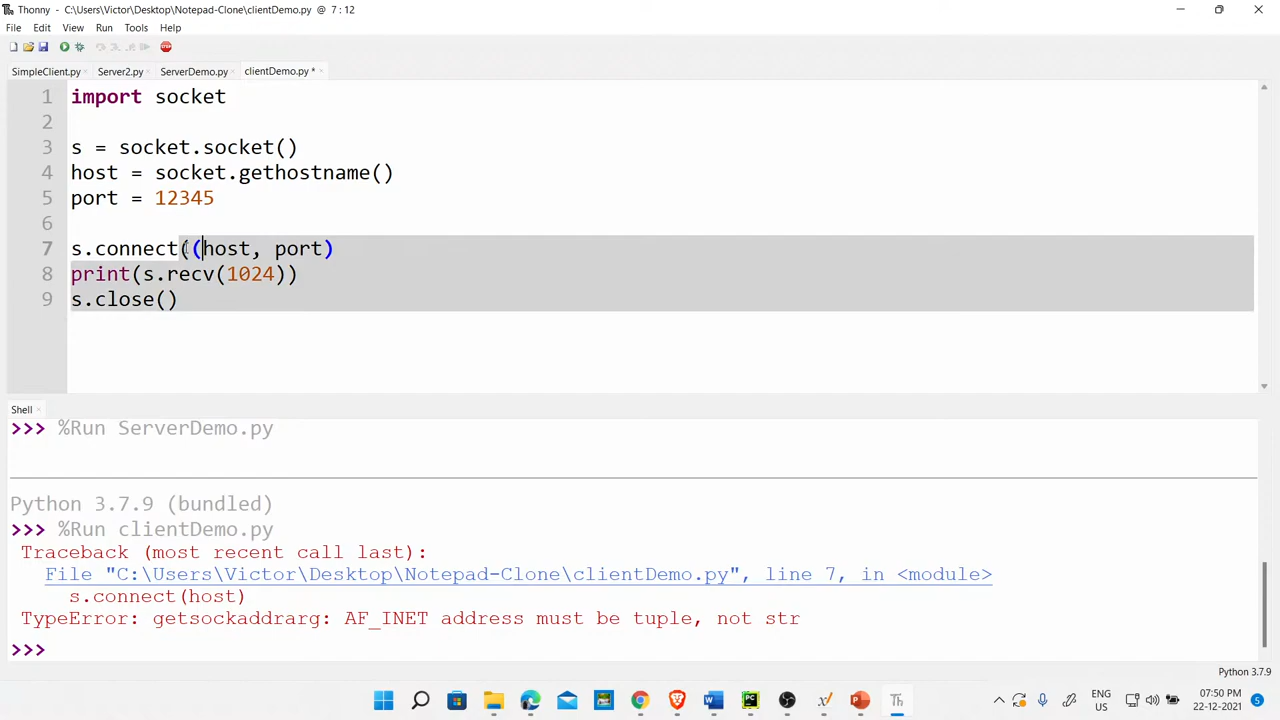 Thonny - C:\Users\Victor\Desktop\Notepad-Clone\clientDemo.py @ 7 : 12
File Edit View Run Tools Help
SimpleClient.py Server2.py ServerDemo.py clientDemo.py *
1 import socket
2
3 s = socket.socket()
4 host = socket.gethostname()
5 port = 12345
6
7 s.connect((host, port)
8 print(s.recv(1024))
9 s.close()
Shell
>>> %Run ServerDemo.py
Python 3.7.9 (bundled)
>>> %Run clientDemo.py
Traceback (most recent call last):
File "C:\Users\Victor\Desktop\Notepad-Clone\clientDemo.py", line 7, in <module>
s.connect(host)
TypeError: getsockaddrarg: AF_INET address must be tuple, not str
>>>
Python 3.7.9
ENG
US
07:50 PM
22-12-2021
5